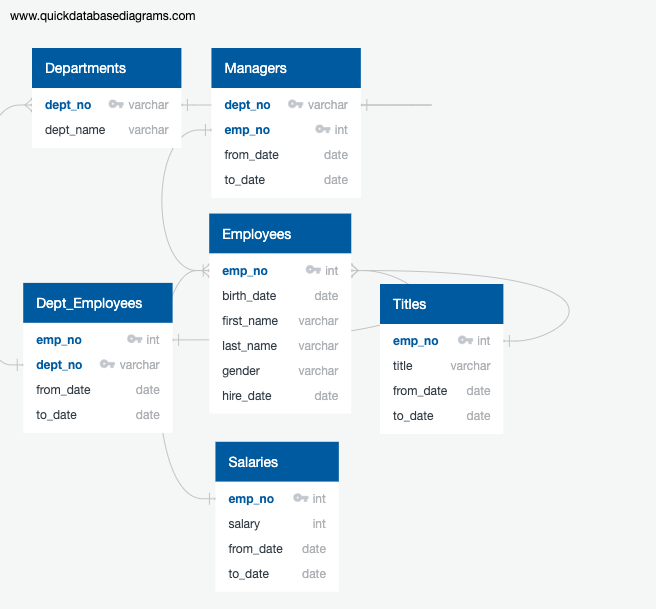 www.quickdatabasediagrams.com
Departments
dept_no varchar
dept_name varchar
Managers
dept_no varchar
emp_no int
from_date date
to_date date
Employees
emp_no int
birth_date date
first_name varchar
last_name varchar
gender varchar
hire_date date
Dept_Employees
emp_no int
dept_no varchar
from_date date
to_date date
Titles
emp_no int
title varchar
from_date date
to_date date
Salaries
emp_no int
salary int
from_date date
to_date date